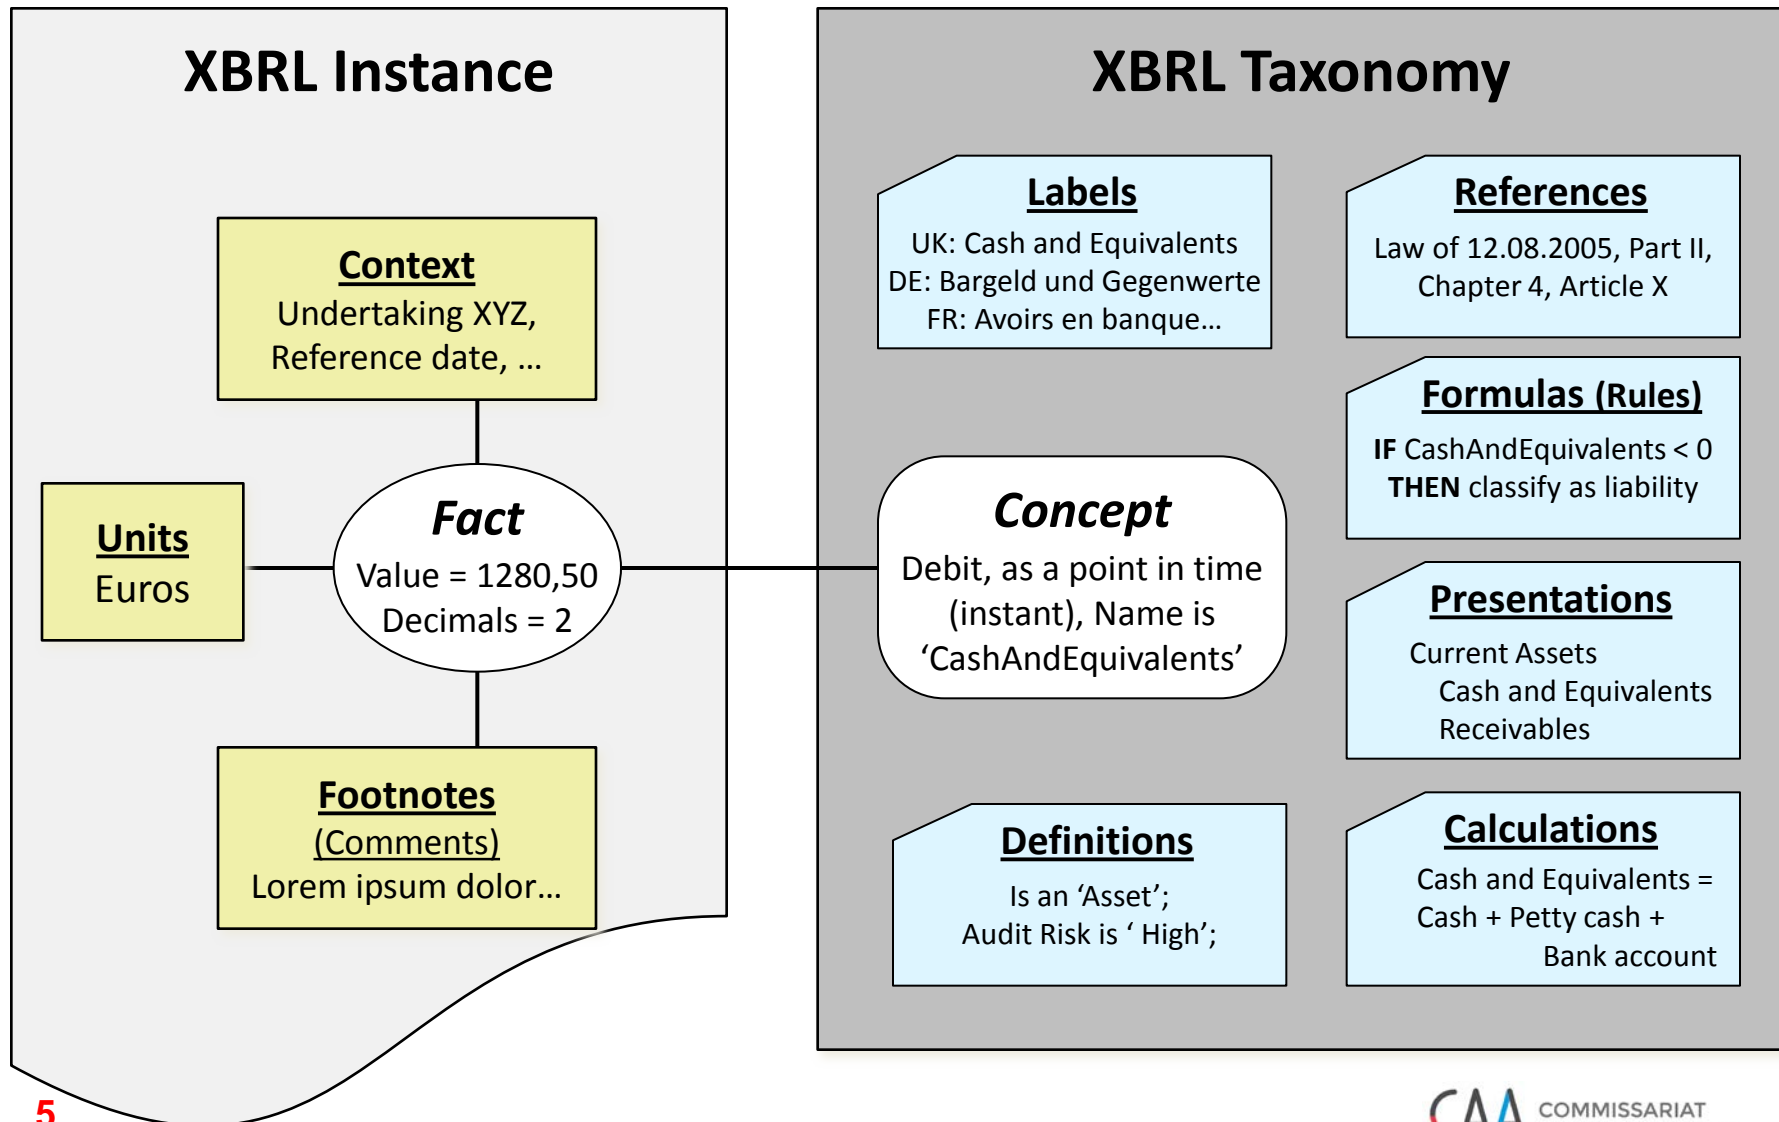 XBRL Instance
Context
Undertaking XYZ,
Reference date, ...
Units
Euros
Fact
Value = 1280,50
Decimals = 2
Footnotes
(Comments)
Lorem ipsum dolor...
XBRL Taxonomy
Labels
UK: Cash and Equivalents
DE: Bargeld und Gegenwerte
FR: Avoirs en banque...
References
Law of 12.08.2005, Part II,
Chapter 4, Article X
Formulas (Rules)
IF CashAndEquivalents < 0
THEN classify as liability
Concept
Debit, as a point in time
(instant), Name is
‘CashAndEquivalents’
Presentations
Current Assets
Cash and Equivalents
Receivables
Definitions
Is an ‘Asset’;
Audit Risk is ‘ High’;
Calculations
Cash and Equivalents =
Cash + Petty cash +
Bank account
5
CAA COMMISSARIAT